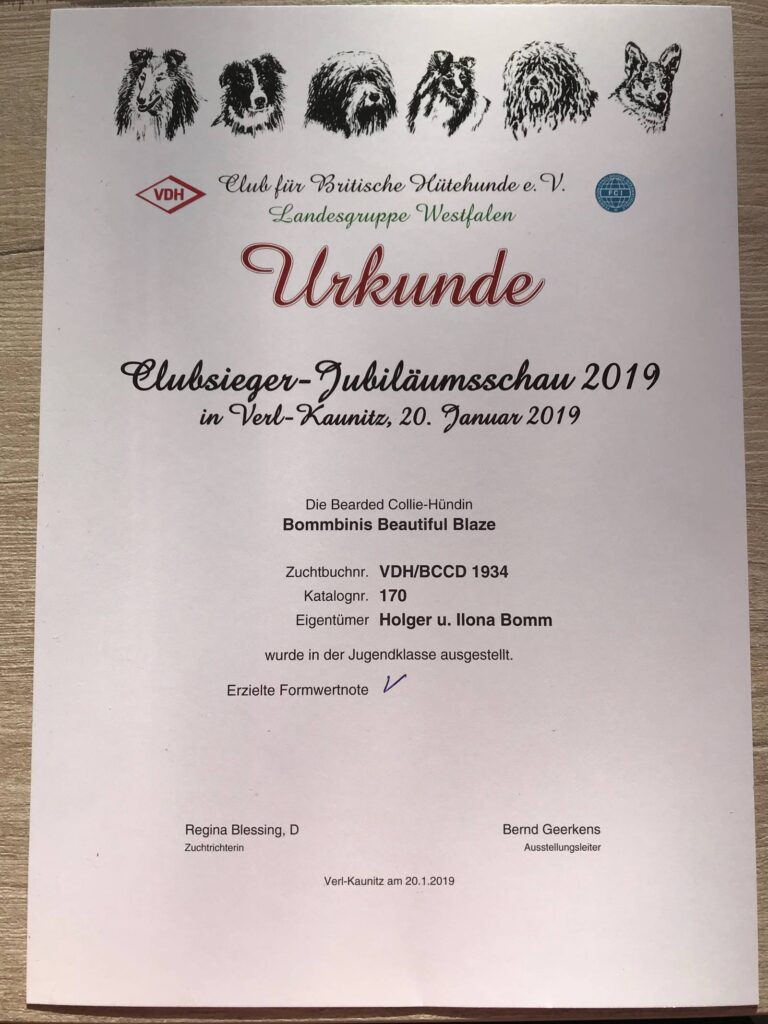 VDH
Club für Britische Hütehunde e.V.
FCI
Landesgruppe Westfalen
Urkunde
Clubsieger-Jubiläumsschau 2019
in Verl-Kaunitz, 20. Januar 2019
Die Bearded Collie-Hündin
Bommbinis Beautiful Blaze
Zuchtbuchnr. VDH/BCCD 1934
Katalognr. 170
Eigentümer Holger u. Ilona Bomm
wurde in der Jugendklasse ausgestellt.
Erzielte Formwertnote V
Regina Blessing, D
Zuchtrichterin
Bernd Geerkens
Ausstellungsleiter
Verl-Kaunitz am 20.1.2019